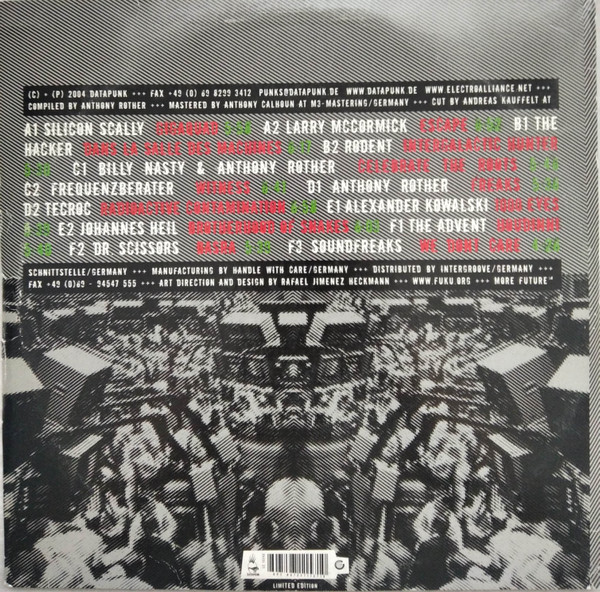 (C) + (P) 2004 DATAPUNK +++ FAX +49 (0) 69 8299 3412 PUNKS@DATAPUNK.DE WWW.DATAPUNK.DE WWW.ELECTROALLIANCE.NET +++
COMPILED BY ANTHONY ROTHER +++ MASTERED BY ANTHONY CALHOUN AT M3-MASTERING/GERMANY +++ CUT BY ANDREAS KAUFFELT AT
A1 SILICON SCALLY A2 LARRY MCCORMICK ESCAPE B1 THE
HACKER DANS LA SALLE DES MACHINES B2 RODENT INTERGALACTIC HUNTER
C1 BILLY NASTY & ANTHONY ROTHER CELEBRATE THE ROOTS
C2 FREQUENZBERATER WITNESS D1 ANTHONY ROTHER FREAKS
D2 TECROC RADIOACTIVE CONTAMINATION E1 ALEXANDER KOWALSKI EYES
E2 JOHANNES HEIL BROTHERHOOD OF SNAKES F1 THE ADVENT
F2 DR SCISSORS F3 SOUNDFREAKS WE DONT CARE
SCHNITTSTELLE/GERMANY +++ MANUFACTURING BY HANDLE WITH CARE/GERMANY +++ DISTRIBUTED BY INTERGROOVE/GERMANY +++
FAX +49 (0)69 - 94547 555 +++ ART DIRECTION AND DESIGN BY RAFAEL JIMENEZ HECKMANN +++ WWW.FUKU.ORG +++ MORE FUTURE
LIMITED EDITION